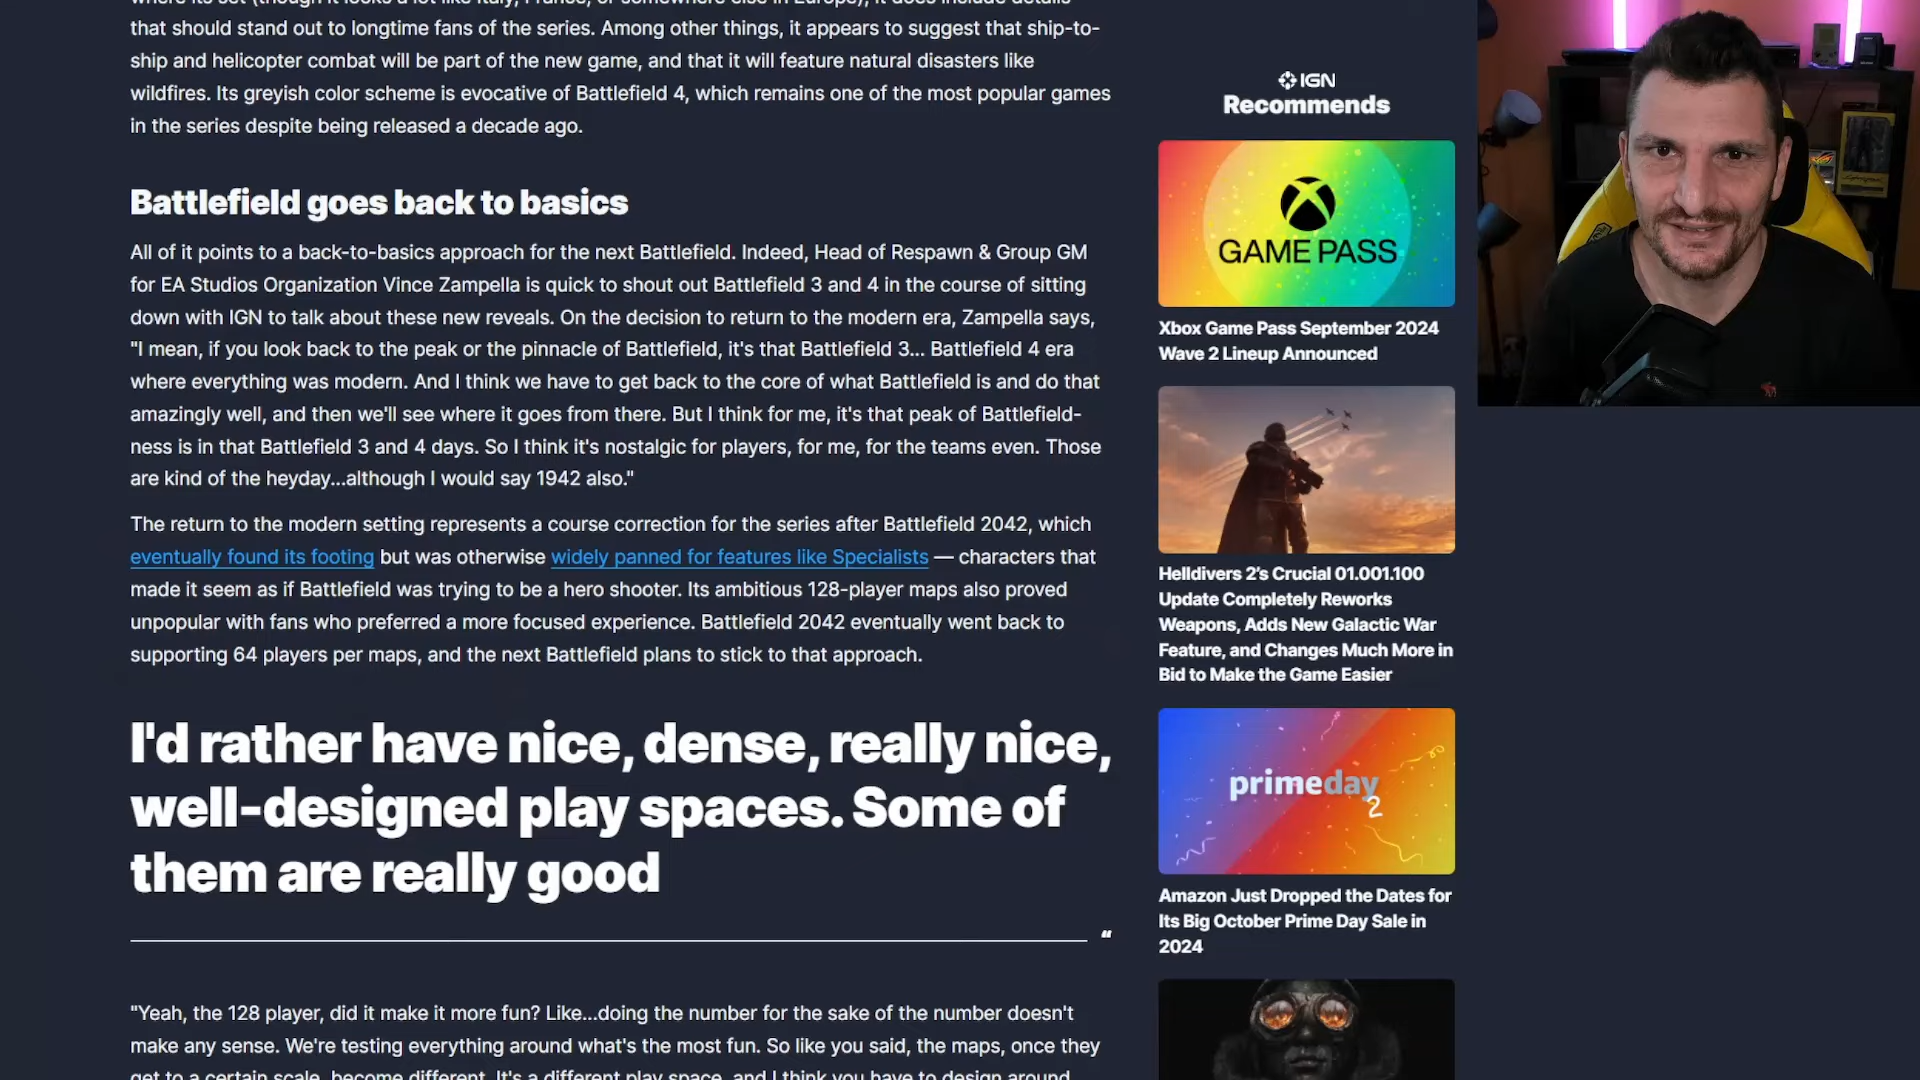 that should stand out to longtime fans of the series. Among other things, it appears to suggest that ship-to-
ship and helicopter combat will be part of the new game, and that it will feature natural disasters like
wildfires. Its greyish color scheme is evocative of Battlefield 4, which remains one of the most popular games
in the series despite being released a decade ago.
Battlefield goes back to basics
All of it points to a back-to-basics approach for the next Battlefield. Indeed, Head of Respawn & Group GM
for EA Studios Organization Vince Zampella is quick to shout out Battlefield 3 and 4 in the course of sitting
down with IGN to talk about these new reveals. On the decision to return to the modern era, Zampella says,
"I mean, if you look back to the peak or the pinnacle of Battlefield, it's that Battlefield 3... Battlefield 4 era
where everything was modern. And I think we have to get back to the core of what Battlefield is and do that
amazingly well, and then we'll see where it goes from there. But I think for me, it's that peak of Battlefield-
ness is in that Battlefield 3 and 4 days. So I think it's nostalgic for players, for me, for the teams even. Those
are kind of the heyday...although I would say 1942 also."
The return to the modern setting represents a course correction for the series after Battlefield 2042, which
eventually found its footing but was otherwise widely panned for features like Specialists — characters that
made it seem as if Battlefield was trying to be a hero shooter. Its ambitious 128-player maps also proved
unpopular with fans who preferred a more focused experience. Battlefield 2042 eventually went back to
supporting 64 players per maps, and the next Battlefield plans to stick to that approach.
I'd rather have nice, dense, really nice,
well-designed play spaces. Some of
them are really good
“
"Yeah, the 128 player, did it make it more fun? Like...doing the number for the sake of the number doesn't
make any sense. We're testing everything around what's the most fun. So like you said, the maps, once they
get to a certain scale, become different. It's a different play space, and I think you have to design around
IGN
Recommends
GAME PASS
Xbox Game Pass September 2024
Wave 2 Lineup Announced
Helldivers 2's Crucial 01.001.100
Update Completely Reworks
Weapons, Adds New Galactic War
Feature, and Changes Much More in
Bid to Make the Game Easier
primeday
2
Amazon Just Dropped the Dates for
Its Big October Prime Day Sale in
2024